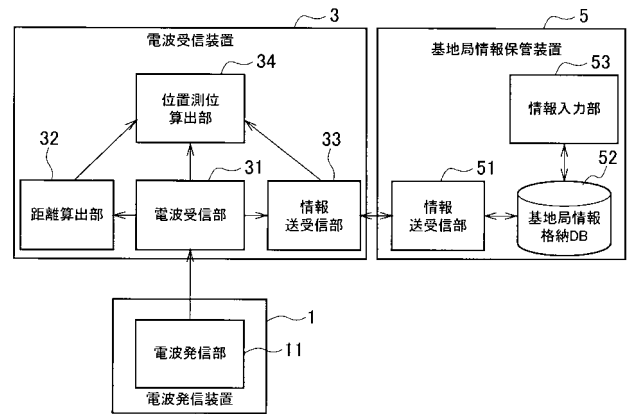 3
電波受信装置
34
位置測位
算出部
32
距離算出部
31
電波受信部
33
情報
送受信部
5
基地局情報保管装置
53
情報入力部
51
情報
送受信部
52
基地局情報
格納DB
1
電波発信部
11
電波発信装置